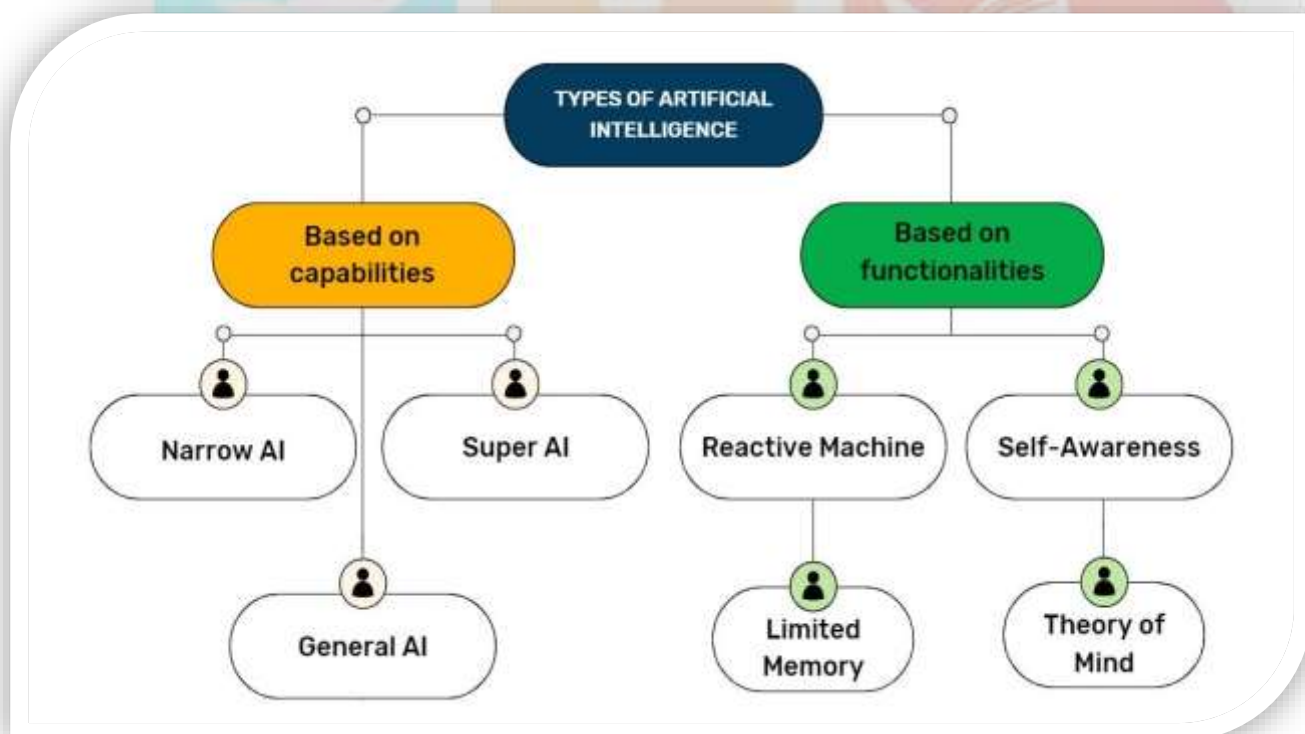 TYPES OF ARTIFICIAL
INTELLIGENCE
Based on
capabilities
Based on
functionalities
Narrow AI
Super AI
Reactive Machine
Self-Awareness
General AI
Limited
Memory
Theory of
Mind